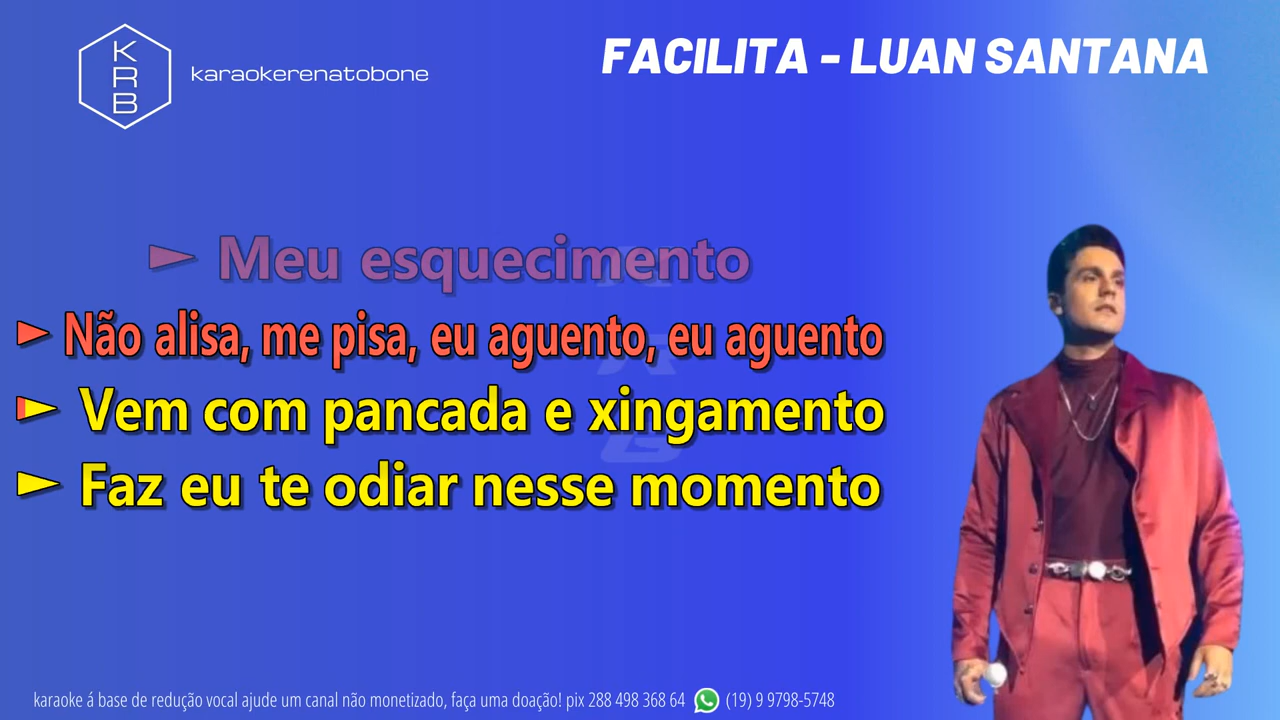 K
R
B
karaokerenatobone
FACILITA - LUAN SANTANA
Meu esquecimento
Não alisa, me pisa, eu aguento, eu aguento
Vem com pancada e xingamento
Faz eu te odiar nesse momento
karaoke á base de redução vocal ajude um canal não monetizado, faça uma doação! pix 288 498 368 64 (19) 9 9798-5748